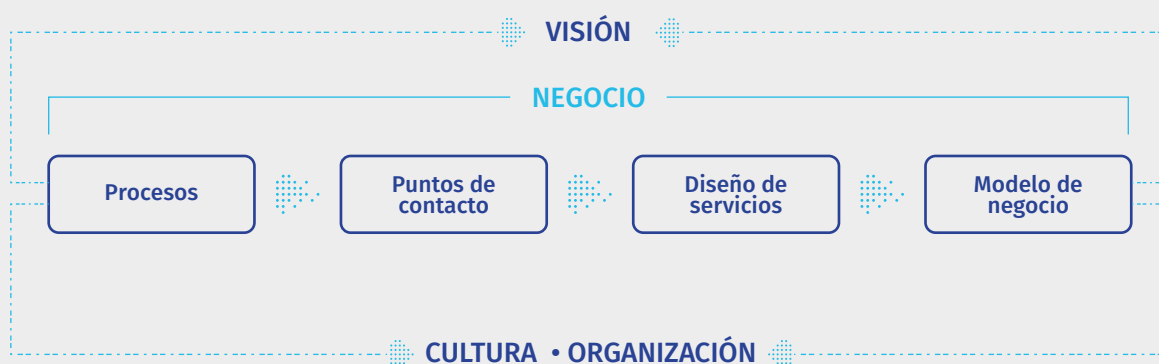 VISIÓN
NEGOCIO
Procesos
Puntos de
contacto
Diseño de
servicios
Modelo de
negocio
CULTURA • ORGANIZACIÓN